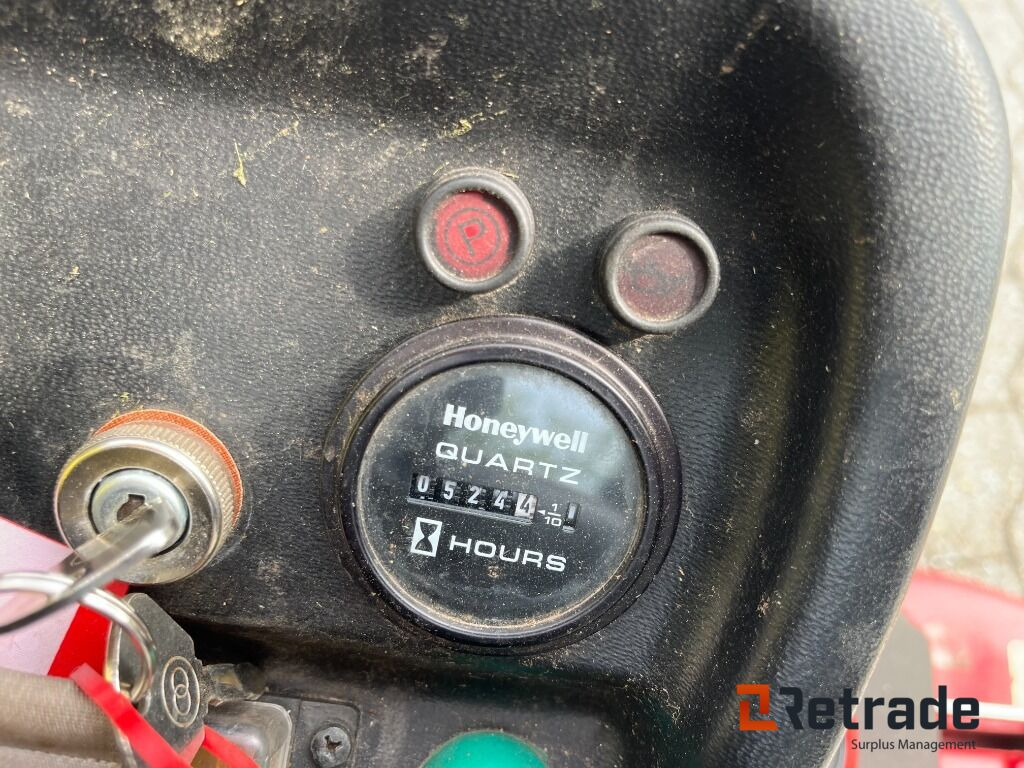 P
Honeywell
QUARTZ
05244 1/10
HOURS
Retrade
Surplus Management